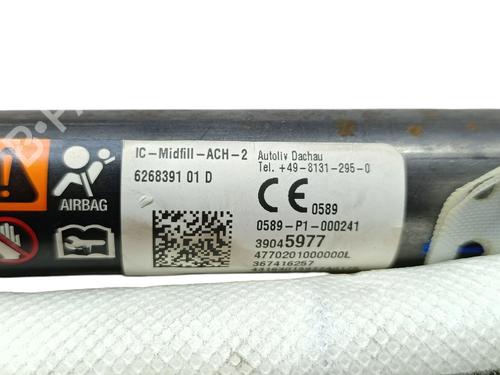 IC-Midfill-ACH-2
6268391 01 D
Autoliv Dachau
Tel. +49-8131-295-0
CE 0589
0589-P1-000241
39045977
4770201000000L
367416257
AIRBAG